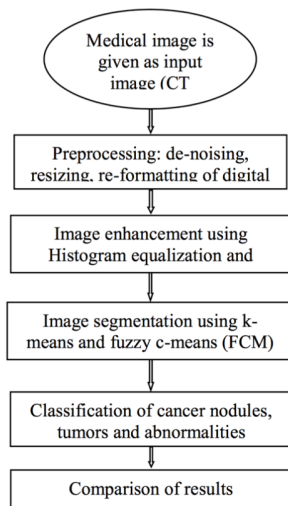 Medical image is
given as input
image (CT
Preprocessing: de-noising,
resizing, re-formatting of digital
Image enhancement using
Histogram equalization and
Image segmentation using k-
means and fuzzy c-means (FCM)
Classification of cancer nodules,
tumors and abnormalities
Comparison of results